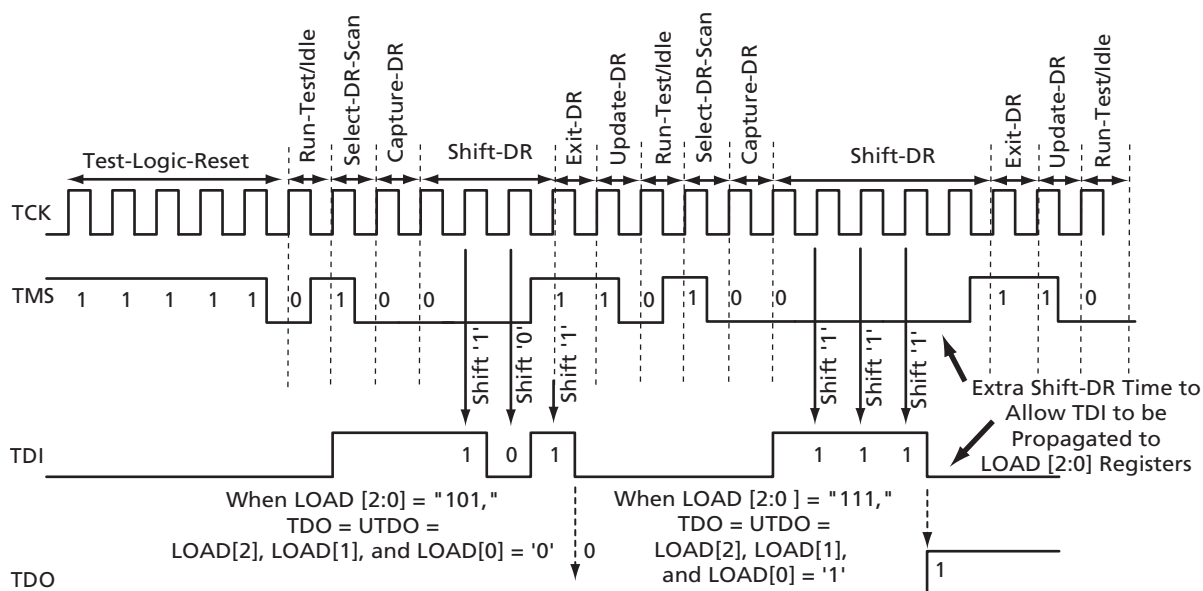 Run-Test/Idle
Select-DR-Scan
Capture-DR
Exit-DR
Update-DR
Run-Test/Idle
Select-DR-Scan
Capture-DR
Exit-DR
Update-DR
Run-Test/Idle
Test-Logic-Reset
Shift-DR
Shift-DR
TCK
TMS 1 1 1 1 1 0 1 0 0 1 1 0 1 0 0 1 1 0
Shift '1'
Shift '0'
Shift '1'
Shift '1'
Shift '1'
Shift '1'
Extra Shift-DR Time to
Allow TDI to be
Propagated to
LOAD [2:0] Registers
TDI 1 0 1 1 1 1
When LOAD [2:0] = "101,"
TDO = UTDO =
LOAD[2], LOAD[1], and LOAD[0] = '0' 0
When LOAD [2:0 ] = "111,"
TDO = UTDO =
LOAD[2], LOAD[1],
and LOAD[0] = '1'
TDO 1